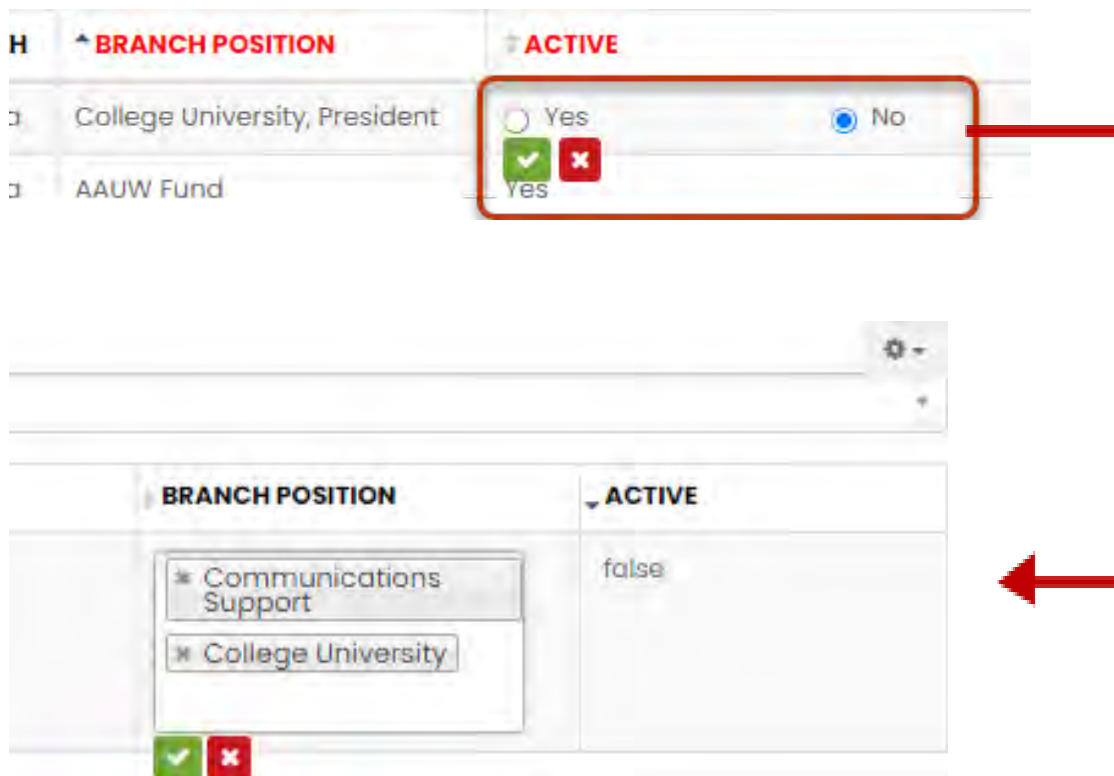 H BRANCH POSITION ACTIVE
a College University, President Yes No
a AAUW Fund Yes
BRANCH POSITION ACTIVE
Communications false
Support
College University